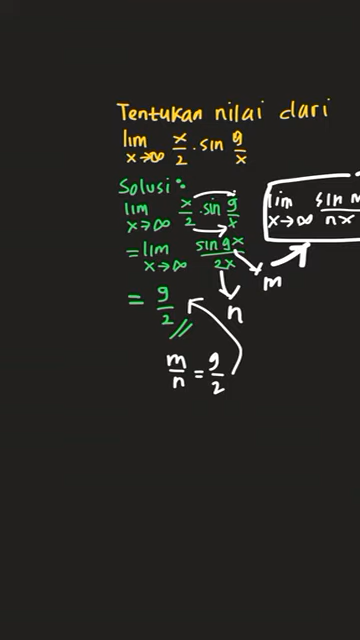 Tentukan nilai dari
lim x→∞ x/2 · sin 9/x
Solusi :
lim x→∞ x/2 · sin 9/x
= lim x→∞ sin 9x/2x
lim x→∞ sin m/nx
m
= 9/2
n
m/n = 9/2